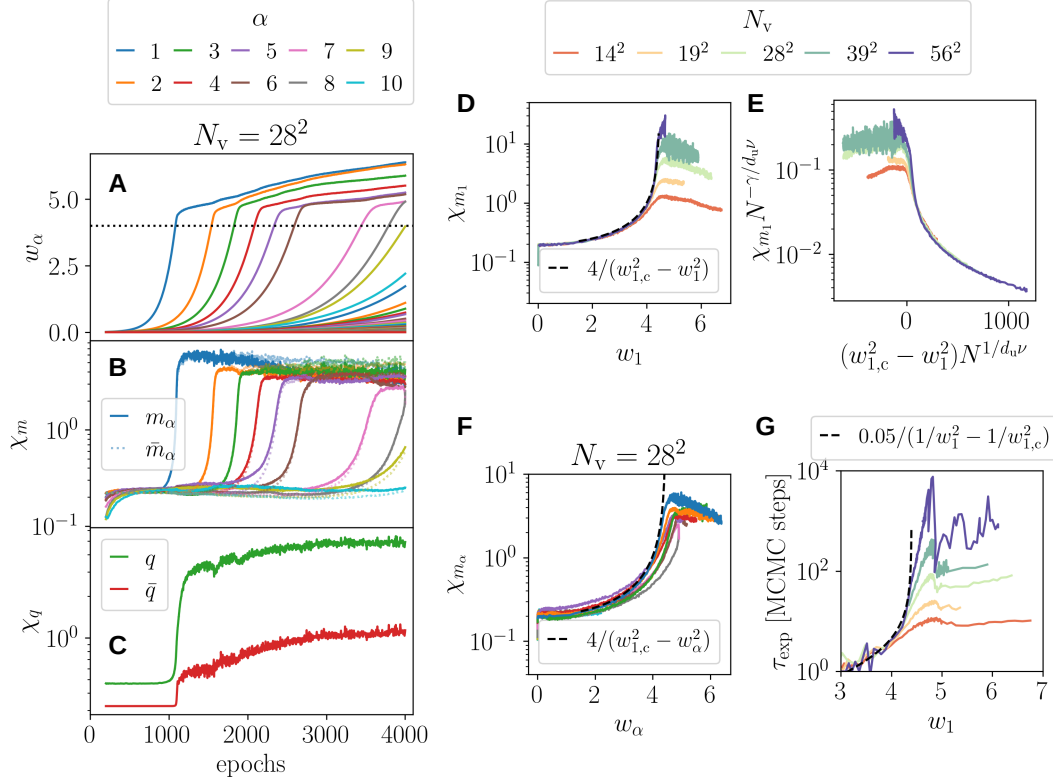 α
1 3 5 7 9
2 4 6 8 10
N_v
14² 19² 28² 39² 56²
N_v = 28²
A
w_α
5.0
2.5
0.0
B
χ_m
10⁰
10⁻¹
m_α
m̄_α
C
χ_q
10⁰
q
q̄
0 1000 2000 3000 4000
epochs
D
χ_{m_1}
10¹
10⁰
10⁻¹
4/(w²_{1,c} − w²_1)
0 2 4 6
w_1
E
χ_{m_1} N^{−γ/d_u ν}
10⁻¹
10⁻²
0 1000
(w²_{1,c} − w²_1)N^{1/d_u ν}
F
N_v = 28²
χ_{m_α}
10¹
10⁰
10⁻¹
4/(w²_{1,c} − w²_α)
0 2 4 6
w_α
G
0.05/(1/w²_1 − 1/w²_{1,c})
τ_exp [MCMC steps]
10⁴
10²
10⁰
3 4 5 6 7
w_1